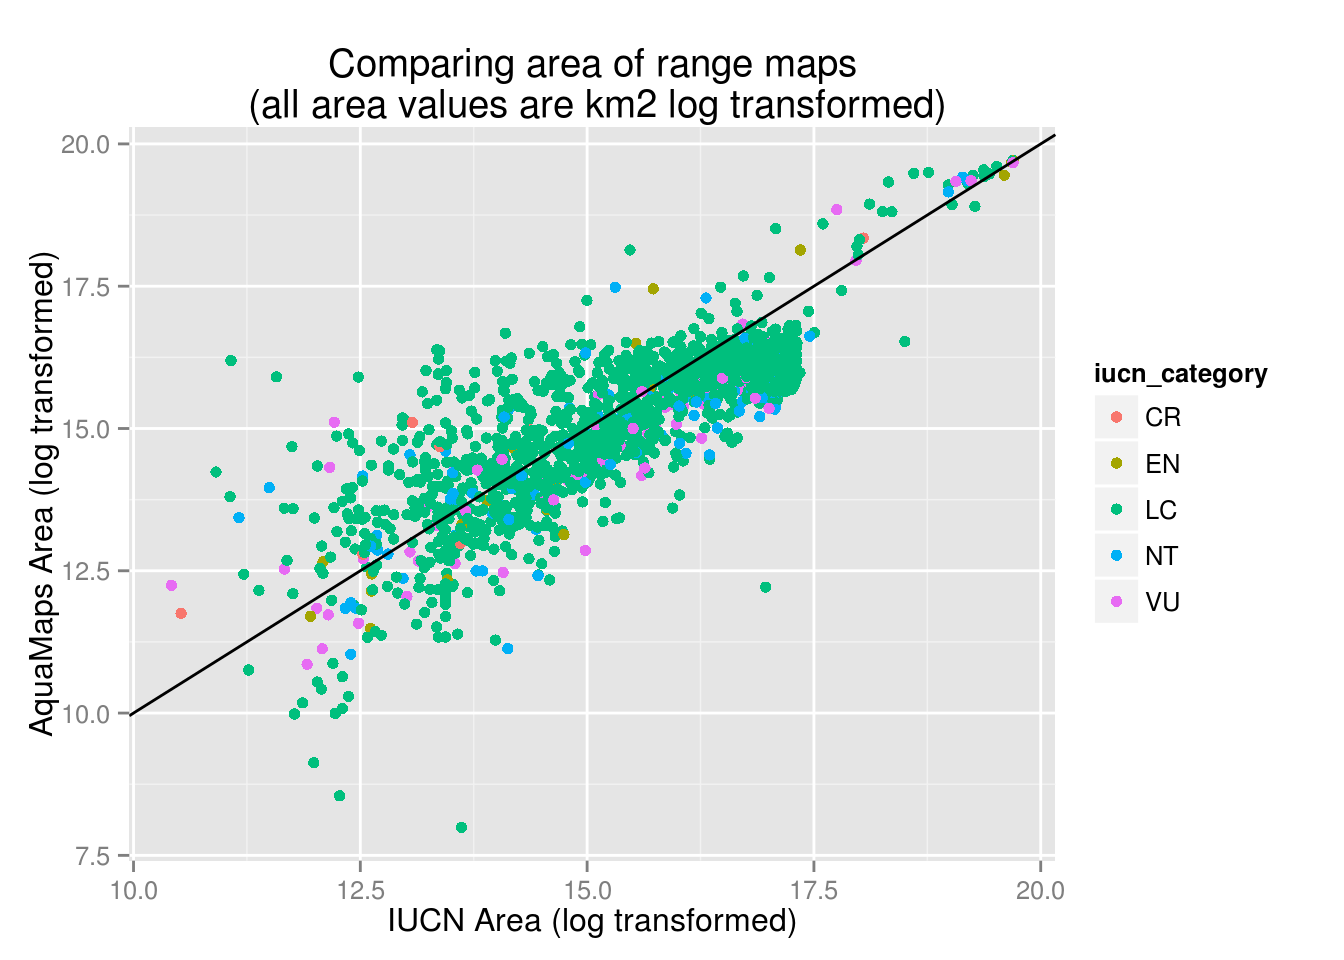 Comparing area of range maps
(all area values are km2 log transformed)
AquaMaps Area (log transformed)
20.0
17.5
15.0
12.5
10.0
7.5
10.0 12.5 15.0 17.5 20.0
IUCN Area (log transformed)
iucn_category
CR
EN
LC
NT
VU